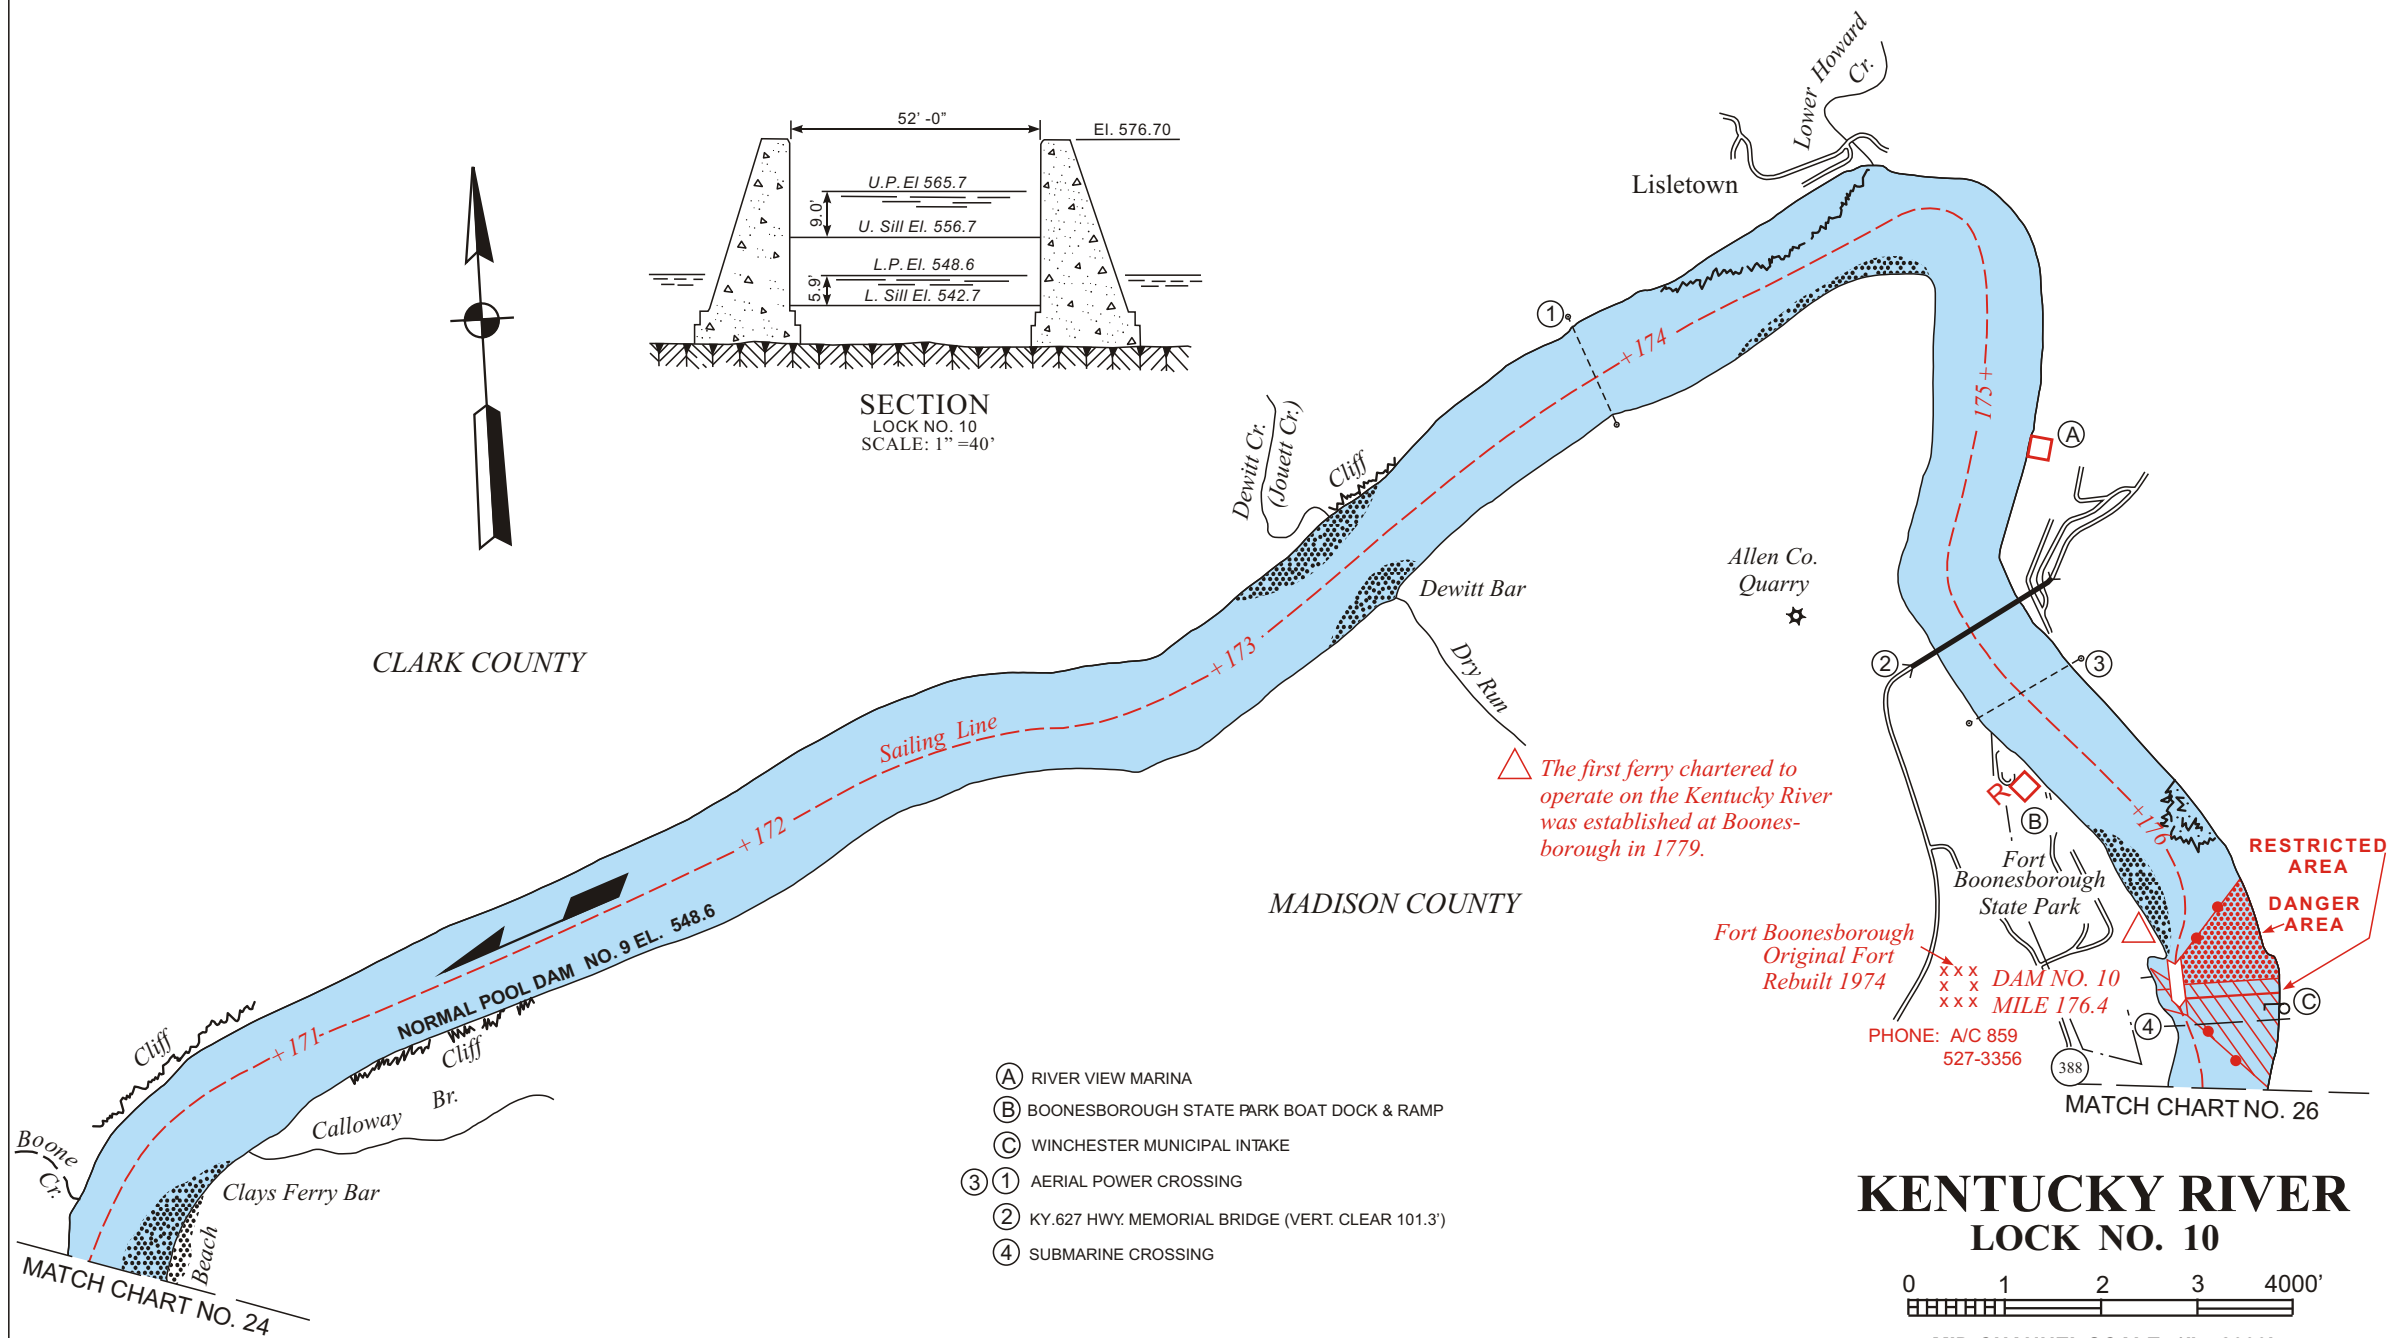 Lower Howard
Cr.
Lisletown
52' -0"
El. 576.70
U.P. El 565.7
9.0'
U. Sill El. 556.7
L.P. El. 548.6
5.9'
L. Sill El. 542.7
SECTION
LOCK NO. 10
SCALE: 1" =40'
1
+174
175+
A
Dewitt Cr.
(Jouett Cr.)
Cliff
Allen Co.
Quarry
Dewitt Bar
Dry Run
CLARK COUNTY
+173
2
3
Sailing Line
The first ferry chartered to
operate on the Kentucky River
was established at Boones-
borough in 1779.
+172
R
B
+176
Fort
Boonesborough
State Park
RESTRICTED
AREA
DANGER
AREA
MADISON COUNTY
NORMAL POOL DAM NO. 9 EL. 548.6
Fort Boonesborough
Original Fort
Rebuilt 1974
x x x
x x
x x x
DAM NO. 10
MILE 176.4
PHONE: A/C 859
527-3356
C
4
388
MATCH CHART NO. 26
+171
Cliff
Cliff
Calloway Br.
Boone
Cr.
Clays Ferry Bar
Beach
MATCH CHART NO. 24
A RIVER VIEW MARINA
B BOONESBOROUGH STATE PARK BOAT DOCK & RAMP
C WINCHESTER MUNICIPAL INTAKE
3 1 AERIAL POWER CROSSING
2 KY.627 HWY. MEMORIAL BRIDGE (VERT. CLEAR 101.3')
4 SUBMARINE CROSSING
KENTUCKY RIVER
LOCK NO. 10
0 1 2 3 4000'